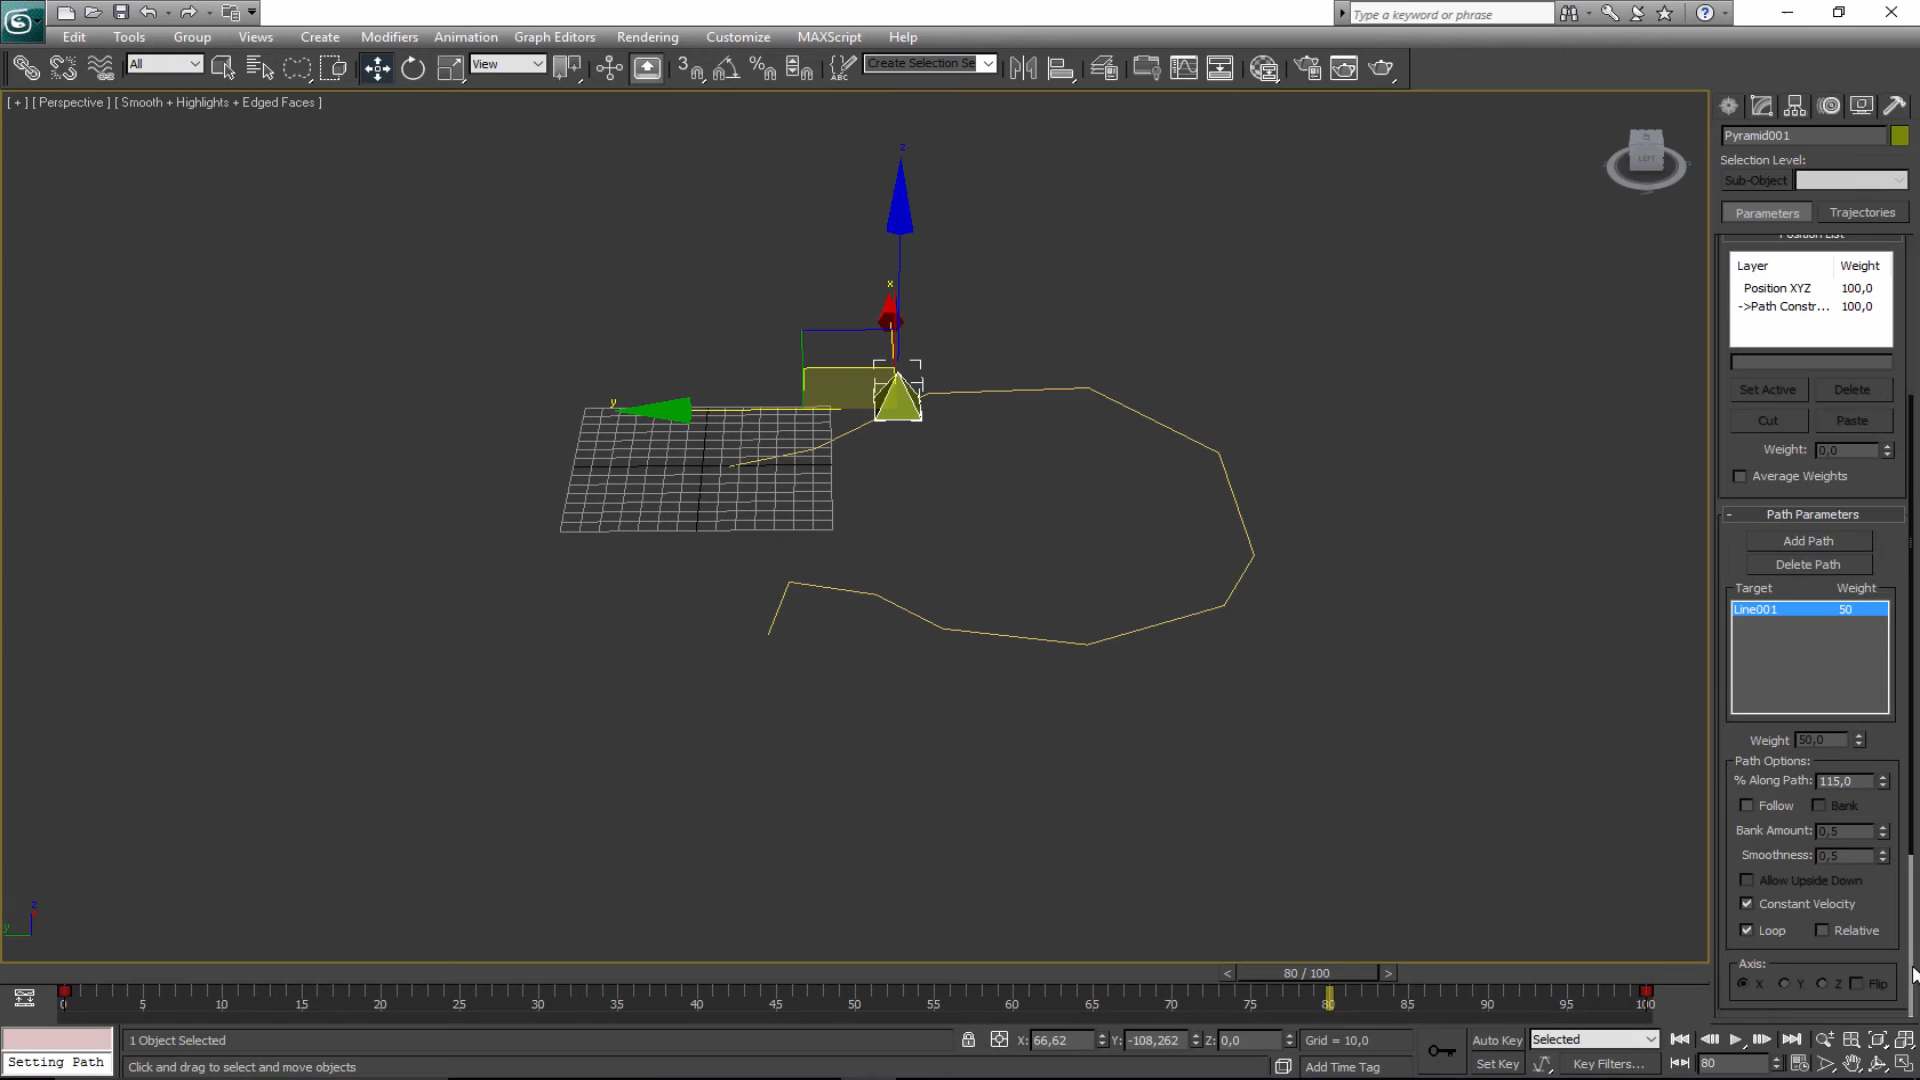 Type a keyword or phrase
Edit Tools Group Views Create Modifiers Animation Graph Editors Rendering Customize MAXScript Help
All View Create Selection Se
[ + ] [ Perspective ] [ Smooth + Highlights + Edged Faces ]
Pyramid001
Selection Level:
Sub-Object
Parameters Trajectories
Position List
Layer Weight
Position XYZ 100,0
->Path Constr... 100,0
Set Active Delete
Cut Paste
Weight: 0,0
Average Weights
- Path Parameters
Add Path
Delete Path
Target Weight
Line001 50
Weight 50,0
Path Options:
% Along Path: 115,0
Follow Bank
Bank Amount: 0,5
Smoothness: 0,5
Allow Upside Down
Constant Velocity
Loop Relative
Axis:
X Y Z Flip
z
x
y
LEFT
z
y
< 80 / 100 >
0 5 10 15 20 25 30 35 40 45 50 55 60 65 70 75 80 85 90 95 100
1 Object Selected X: 66,62 Y: -108,262 Z: 0,0 Grid = 10,0 Auto Key Selected
Setting Path Click and drag to select and move objects Add Time Tag Set Key Key Filters... 80